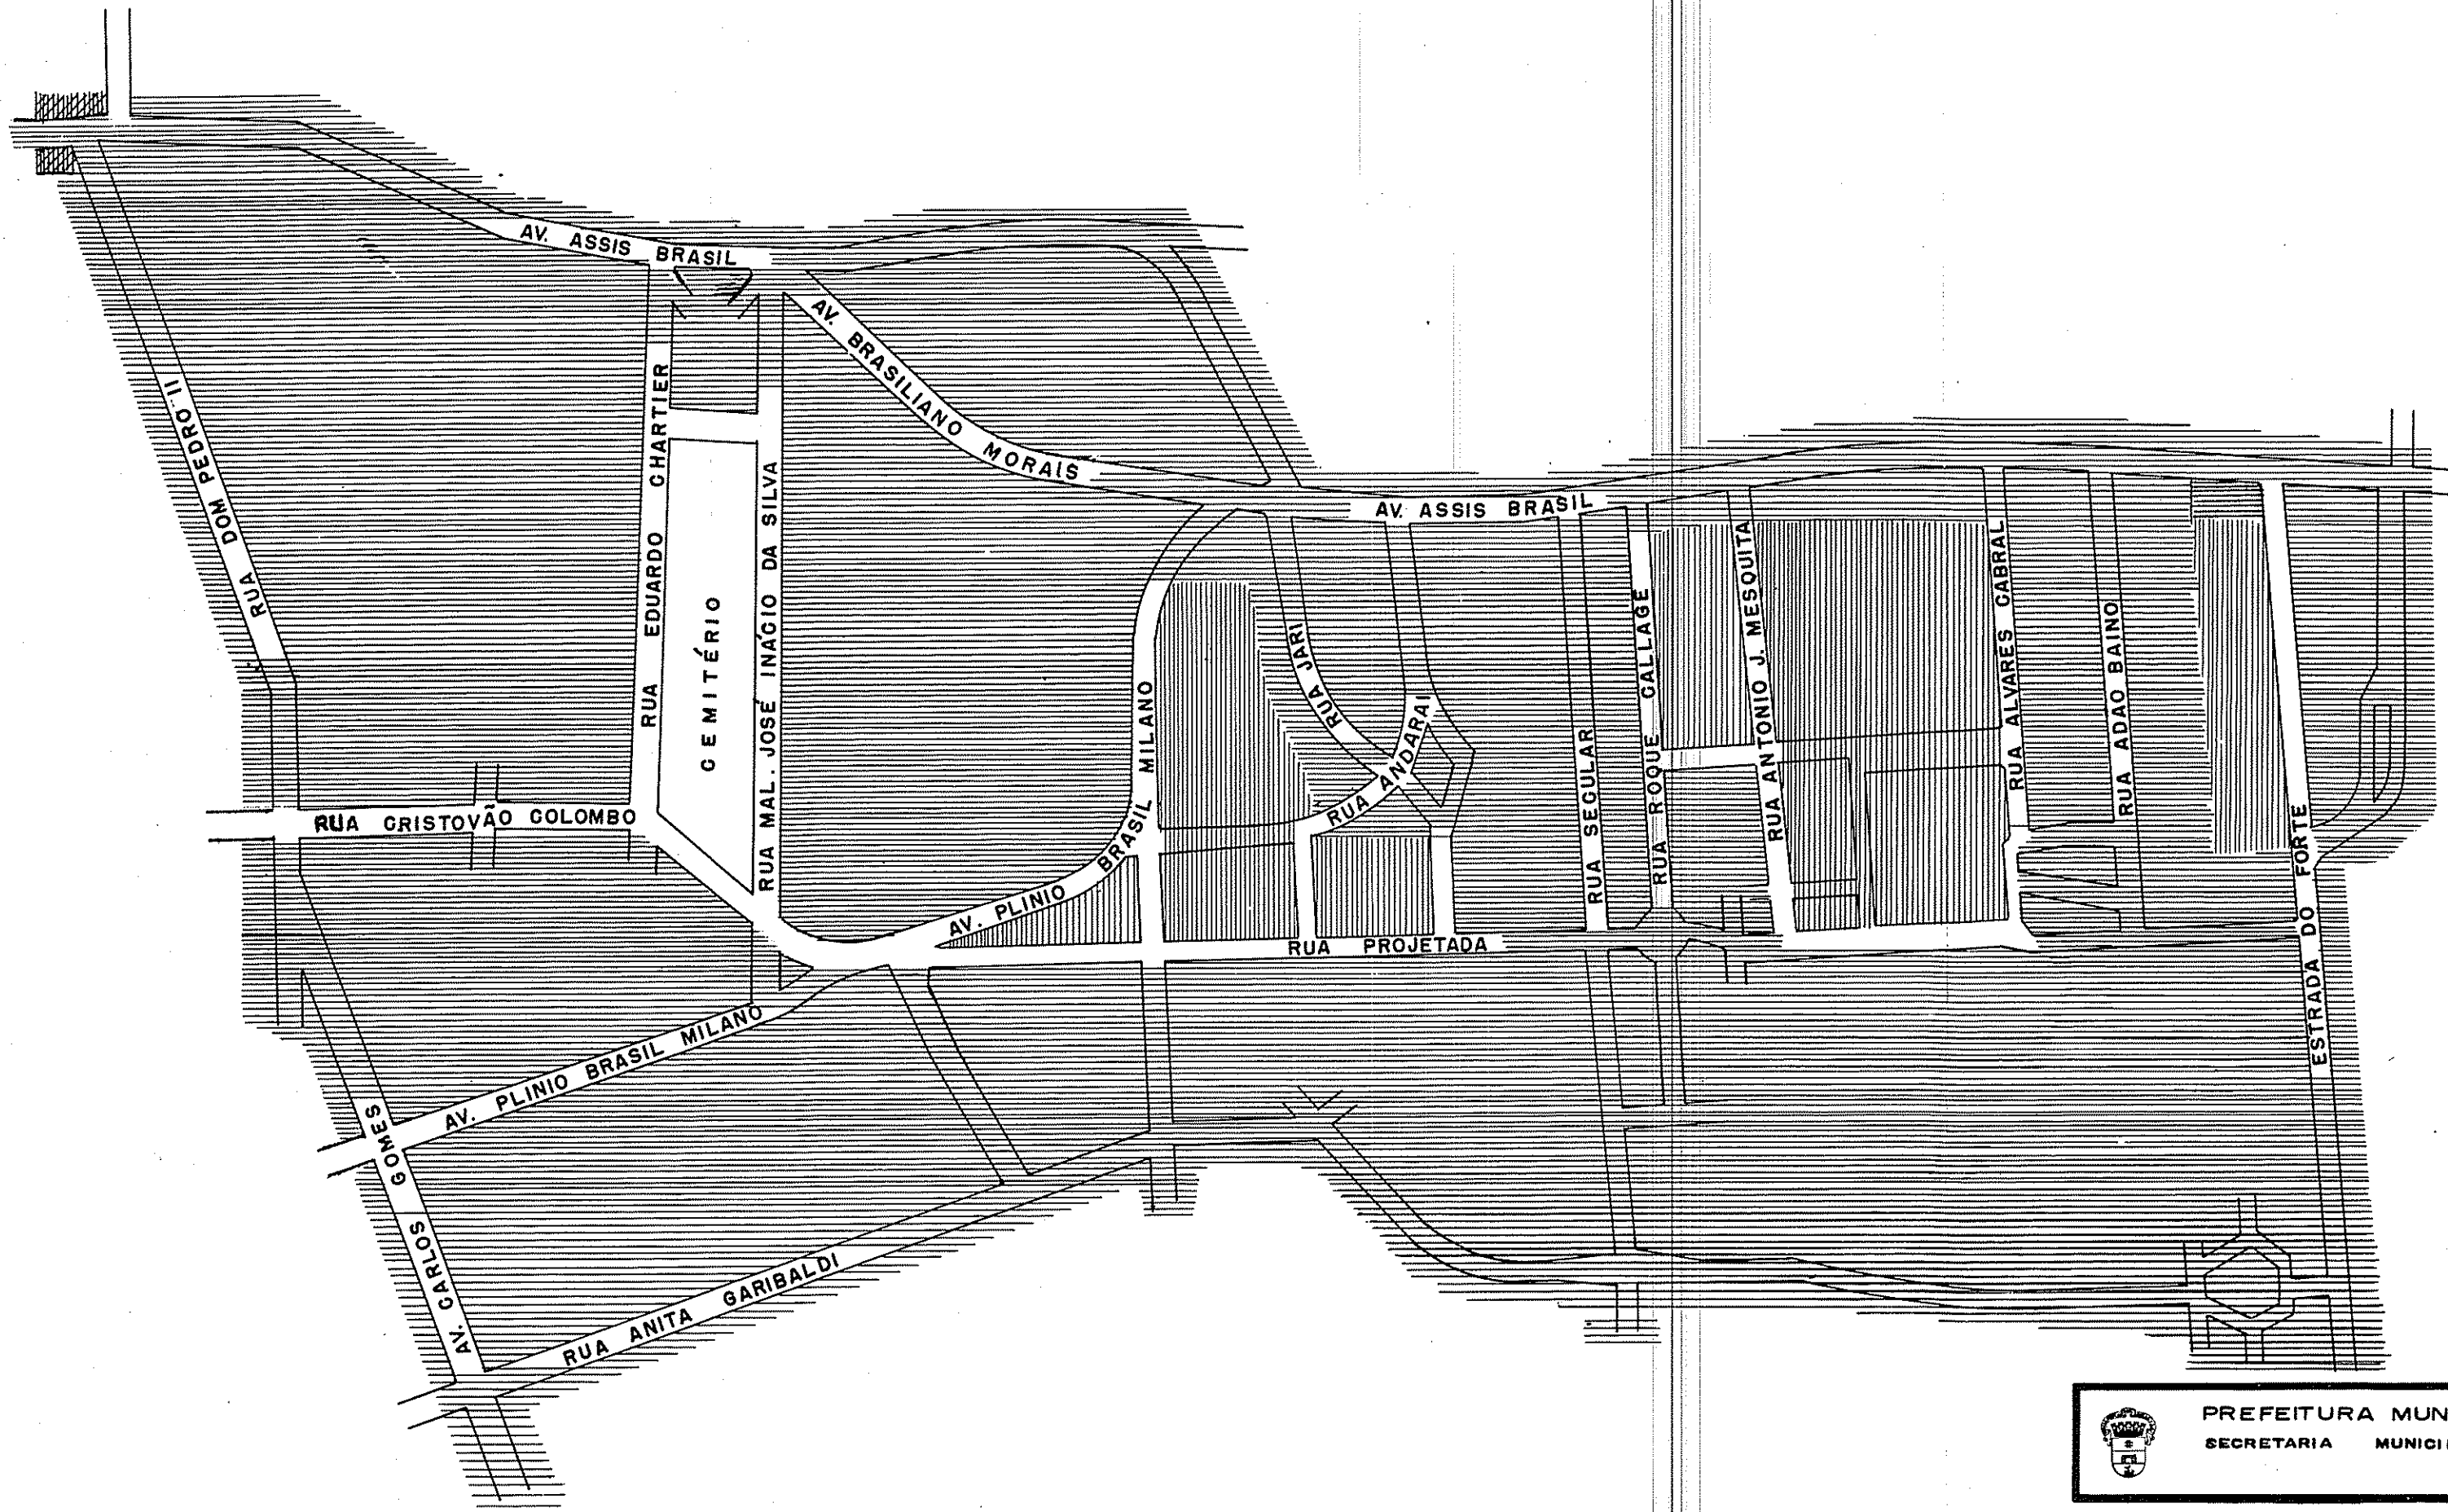 AV. ASSIS BRASIL
AV. BRASILIANO MORAIS
RUA DOM PEDRO II
RUA EDUARDO CHARTIER
CEMITÉRIO
RUA MAL. JOSÉ INÁCIO DA SILVA
AV. ASSIS BRASIL
RUA CRISTOVÃO COLOMBO
AV. PLINIO BRASIL MILANO
RUA JARI
RUA ANDARAI
RUA SEGULAR
RUA ROQUE CALLAGE
RUA ANTONIO J. MESQUITA
RUA ALVARES CABRAL
RUA ADAO BAINO
ESTRADA DO FORTE
RUA PROJETADA
AV. PLINIO BRASIL MILANO
AV. CARLOS GOMES
RUA ANITA GARIBALDI
PREFEITURA MUN
SECRETARIA MUNICI